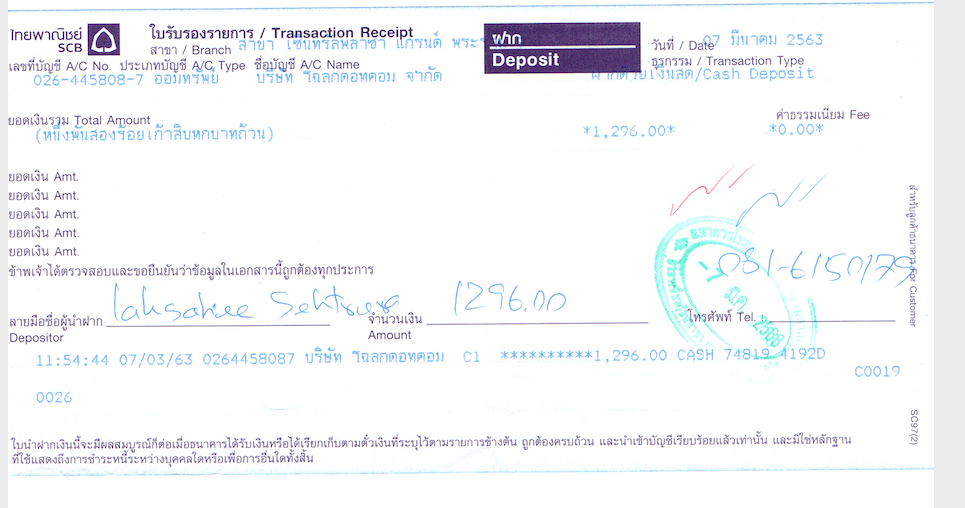 ไทยพาณิชย์
SCB
ใบรับรองรายการ / Transaction Receipt
สาขา / Branch สาขา เซ็นทรัลพลาซา แกรนด์ พระร
ฝาก
Deposit
วันที่ / Date 07 มีนาคม 2563
เลขที่บัญชี A/C No. ประเภทบัญชี A/C Type ชื่อบัญชี A/C Name
ธุรกรรม / Transaction Type
026-445808-7 ออมทรัพย์ บริษัท โฉลกดอทคอม จำกัด
ฝากด้วยเงินสด/Cash Deposit
ยอดเงินรวม Total Amount
ค่าธรรมเนียม Fee
(หนึ่งพันสองร้อยเก้าสิบหกบาทถ้วน) *1,296.00* *0.00*
ยอดเงิน Amt.
ยอดเงิน Amt.
ยอดเงิน Amt.
ยอดเงิน Amt.
ยอดเงิน Amt.
ข้าพเจ้าได้ตรวจสอบและขอยืนยันว่าข้อมูลในเอกสารนี้ถูกต้องทุกประการ
ลายมือชื่อผู้นำฝาก
Depositor
จำนวนเงิน 1296.00
Amount
โทรศัพท์ Tel. 081-6150179
11:54:44 07/03/63 0264458087 บริษัท โฉลกดอทคอม C1 **********1,296.00 CASH 74819 4192D
C0019
0026
ใบนำฝากเงินนี้จะมีผลสมบูรณ์ก็ต่อเมื่อธนาคารได้รับเงินหรือได้เรียกเก็บตามตั๋วเงินที่ระบุไว้ตามรายการข้างต้น ถูกต้องครบถ้วน และนำเข้าบัญชีเรียบร้อยแล้วเท่านั้น และมิใช่หลักฐาน
ที่ใช้แสดงถึงการชำระหนี้ระหว่างบุคคลใดหรือเพื่อการอื่นใดทั้งสิ้น
สำหรับลูกค้าธนาคาร For Customer
SC97(2)